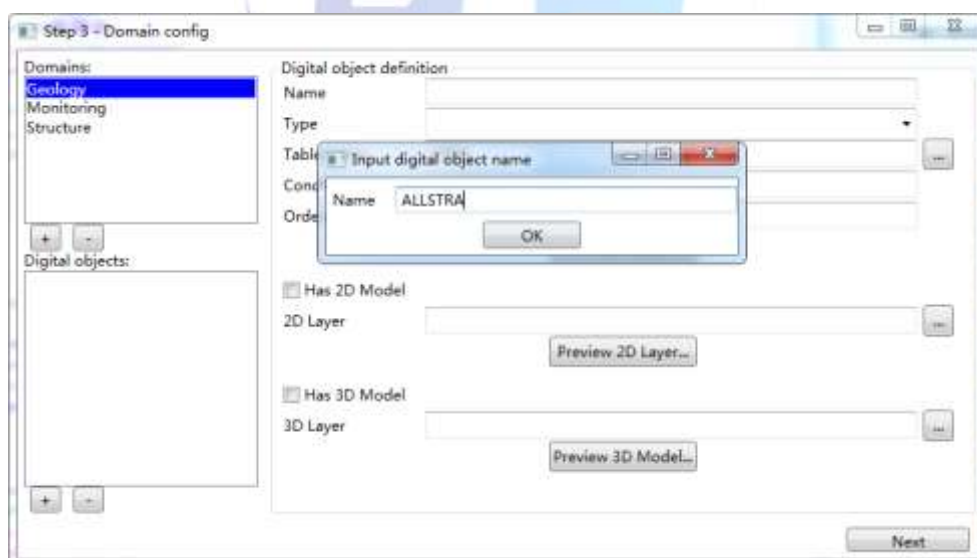 Step 3 - Domain config
Domains:
Geology
Monitoring
Structure
+ -
Digital objects:
+ -
Digital object definition
Name
Type
Table
Input digital object name
Name ALLSTRA
OK
...
Has 2D Model
2D Layer
...
Preview 2D Layer...
Has 3D Model
3D Layer
...
Preview 3D Model...
Next